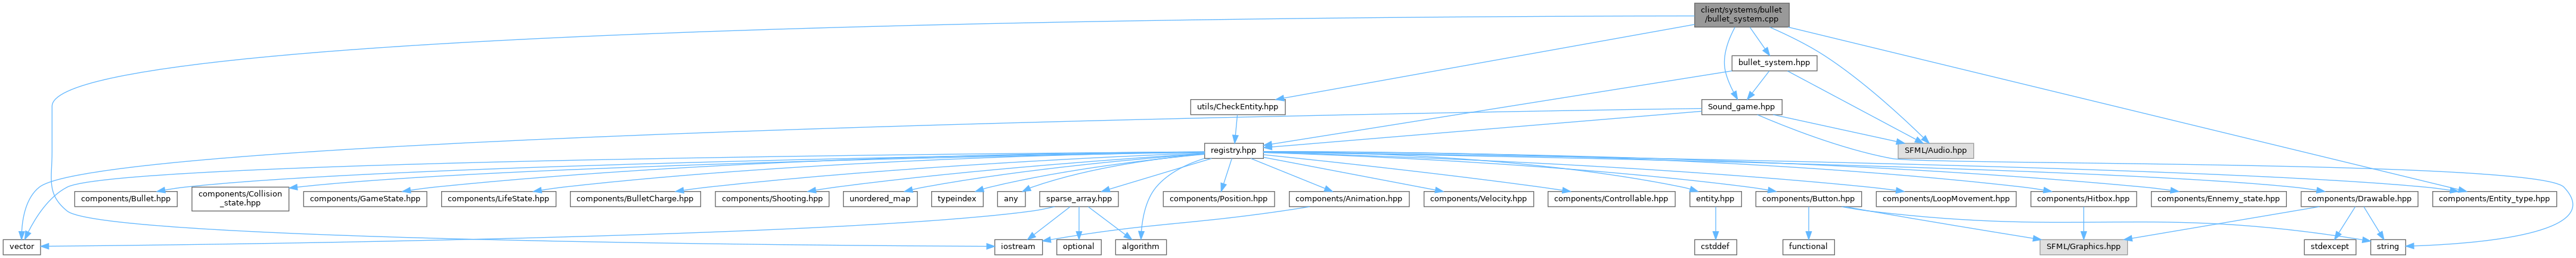 client/systems/bullet
/bullet_system.cpp
bullet_system.hpp
utils/CheckEntity.hpp
Sound_game.hpp
registry.hpp
SFML/Audio.hpp
components/Bullet.hpp
components/Collision
_state.hpp
components/GameState.hpp
components/LifeState.hpp
components/BulletCharge.hpp
components/Shooting.hpp
unordered_map
typeindex
any
sparse_array.hpp
components/Position.hpp
components/Animation.hpp
components/Velocity.hpp
components/Controllable.hpp
entity.hpp
components/Button.hpp
components/LoopMovement.hpp
components/Hitbox.hpp
components/Ennemy_state.hpp
components/Drawable.hpp
components/Entity_type.hpp
vector
iostream
optional
algorithm
cstddef
functional
SFML/Graphics.hpp
stdexcept
string